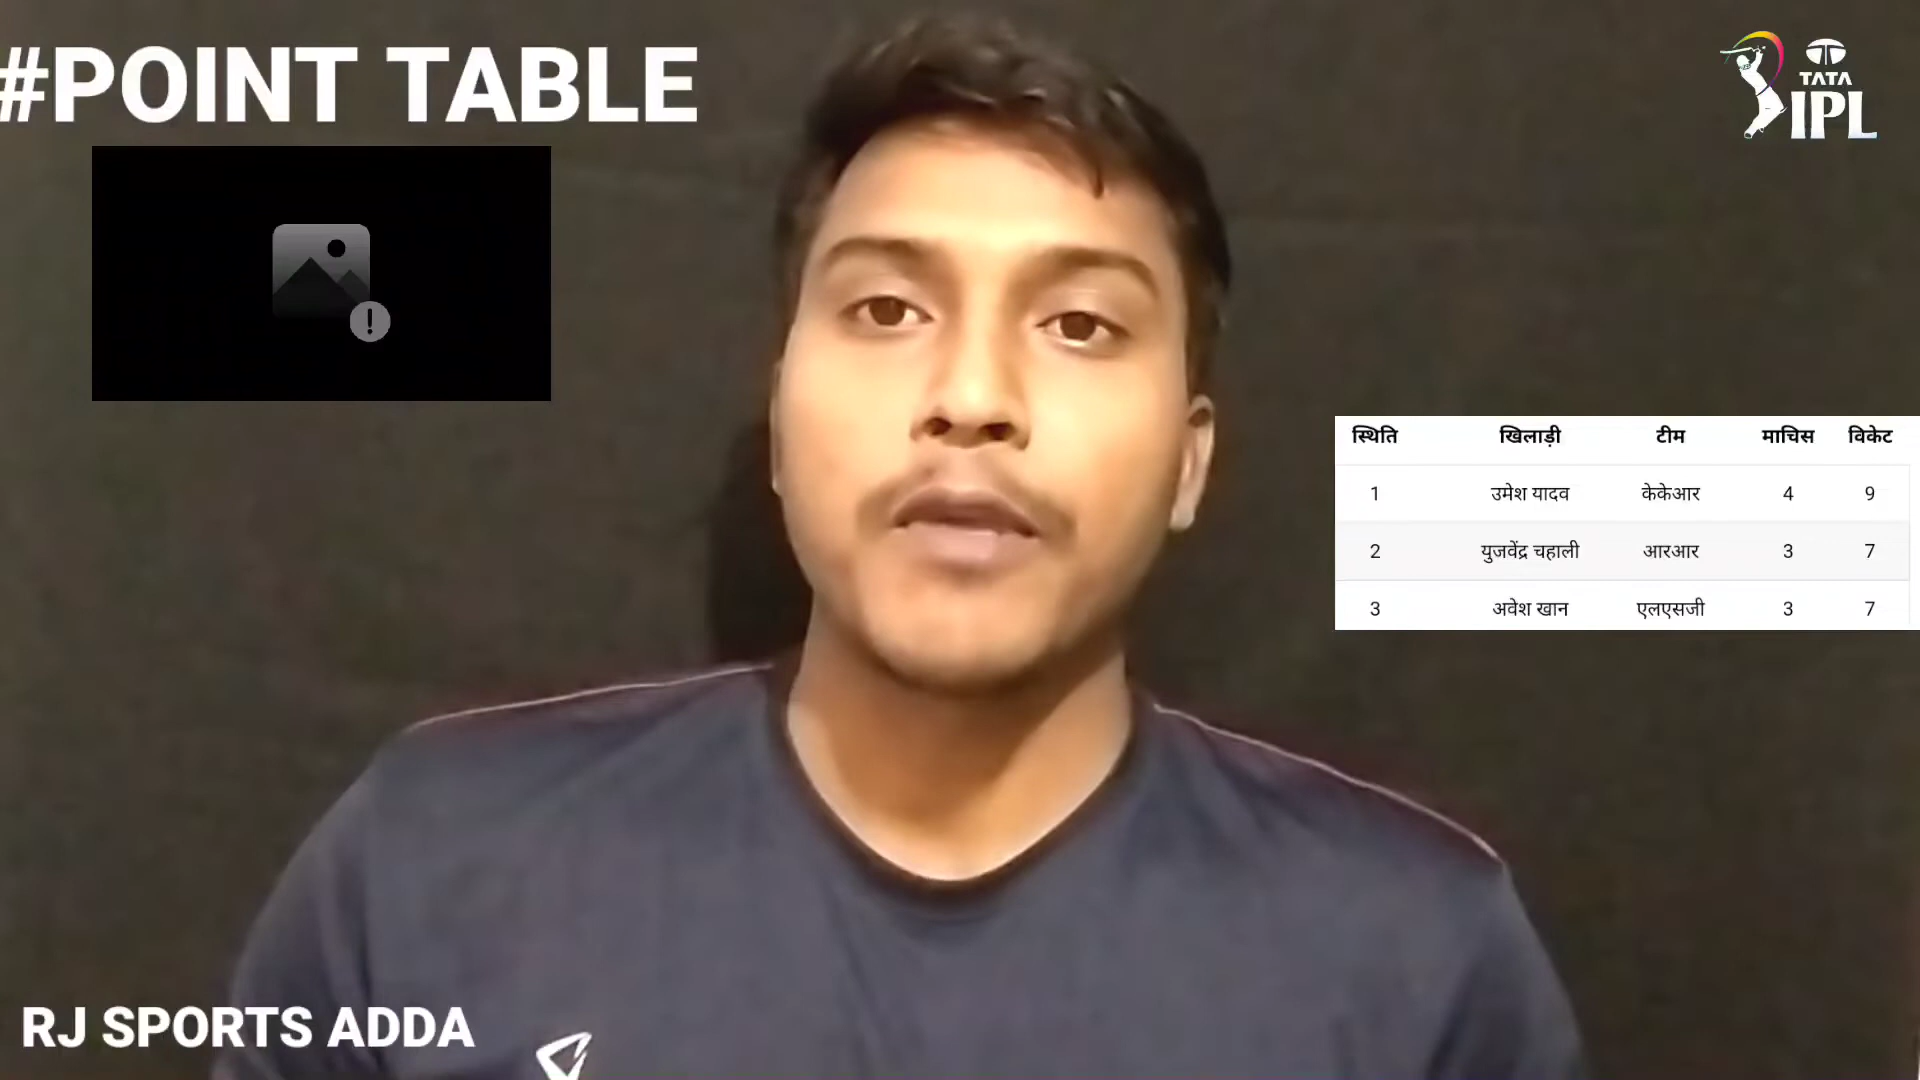 #POINT TABLE
TATA
IPL
स्थिति खिलाड़ी टीम माचिस विकेट
1 उमेश यादव केकेआर 4 9
2 युजवेंद्र चहाली आरआर 3 7
3 अवेश खान एलएसजी 3 7
RJ SPORTS ADDA